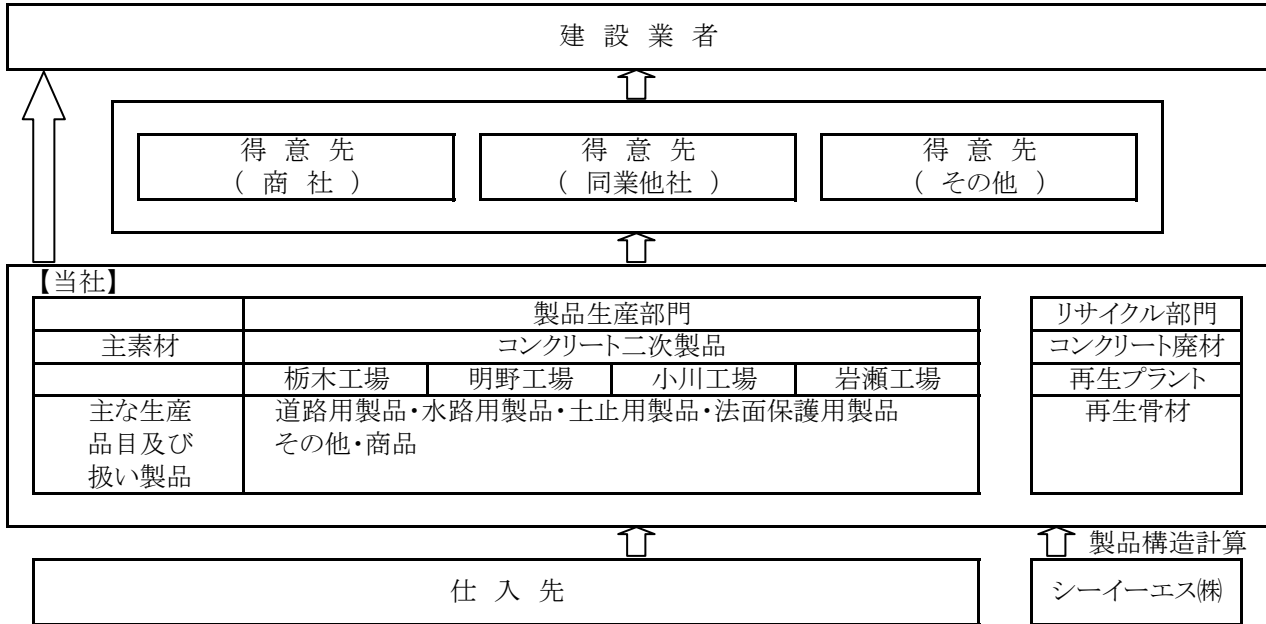 建 設 業 者
得 意 先
( 商 社 )
得 意 先
( 同業他社 )
得 意 先
( その他 )
【当社】
製品生産部門
リサイクル部門
主素材
コンクリート二次製品
コンクリート廃材
栃木工場
明野工場
小川工場
岩瀬工場
再生プラント
主な生産
品目及び
扱い製品
道路用製品・水路用製品・土止用製品・法面保護用製品
その他・商品
再生骨材
製品構造計算
仕 入 先
シーイーエス㈱